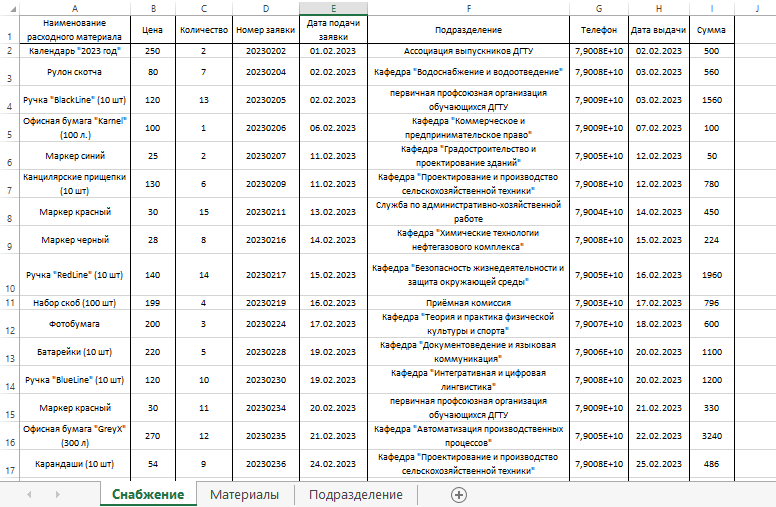 A B C D E F G H I J
1 Наименование расходного материала Цена Количество Номер заявки Дата подачи заявки Подразделение Телефон Дата выдачи Сумма
2 Календарь "2023 год" 250 2 20230202 01.02.2023 Ассоциация выпускников ДГТУ 7,9008E+10 02.02.2023 500
3 Рулон скотча 80 7 20230204 02.02.2023 Кафедра "Водоснабжение и водоотведение" 7,9008E+10 03.02.2023 560
4 Ручка "BlackLine" (10 шт) 120 13 20230205 02.02.2023 первичная профсоюзная организация обучающихся ДГТУ 7,9009E+10 03.02.2023 1560
5 Офисная бумага "Karnel" (100 л.) 100 1 20230206 06.02.2023 Кафедра "Коммерческое и предпринимательское право" 7,9009E+10 07.02.2023 100
6 Маркер синий 25 2 20230207 11.02.2023 Кафедра "Градостроительство и проектирование зданий" 7,9005E+10 12.02.2023 50
7 Канцилярские прищепки (10 шт) 130 6 20230209 11.02.2023 Кафедра "Проектирование и производство сельскохозяйственной техники" 7,9008E+10 12.02.2023 780
8 Маркер красный 30 15 20230211 13.02.2023 Служба по административно-хозяйственной работе 7,9004E+10 14.02.2023 450
9 Маркер черный 28 8 20230216 14.02.2023 Кафедра "Химические технологии нефтегазового комплекса" 7,9008E+10 15.02.2023 224
10 Ручка "RedLine" (10 шт) 140 14 20230217 15.02.2023 Кафедра "Безопасность жизнедеятельности и защита окружающей среды" 7,9005E+10 16.02.2023 1960
11 Набор скоб (100 шт) 199 4 20230219 16.02.2023 Приёмная комиссия 7,9003E+10 17.02.2023 796
12 Фотобумага 200 3 20230224 17.02.2023 Кафедра "Теория и практика физической культуры и спорта" 7,9007E+10 18.02.2023 600
13 Батарейки (10 шт) 220 5 20230228 19.02.2023 Кафедра "Документоведение и языковая коммуникация" 7,9006E+10 20.02.2023 1100
14 Ручка "BlueLine" (10 шт) 120 10 20230230 19.02.2023 Кафедра "Интегративная и цифровая лингвистика" 7,9008E+10 20.02.2023 1200
15 Маркер красный 30 11 20230234 20.02.2023 первичная профсоюзная организация обучающихся ДГТУ 7,9009E+10 21.02.2023 330
16 Офисная бумага "GreyX" (300 л) 270 12 20230235 21.02.2023 Кафедра "Автоматизация производственных процессов" 7,9005E+10 22.02.2023 3240
17 Карандаши (10 шт) 54 9 20230236 24.02.2023 Кафедра "Проектирование и производство сельскохозяйственной техники" 7,9008E+10 25.02.2023 486
Снабжение Материалы Подразделение